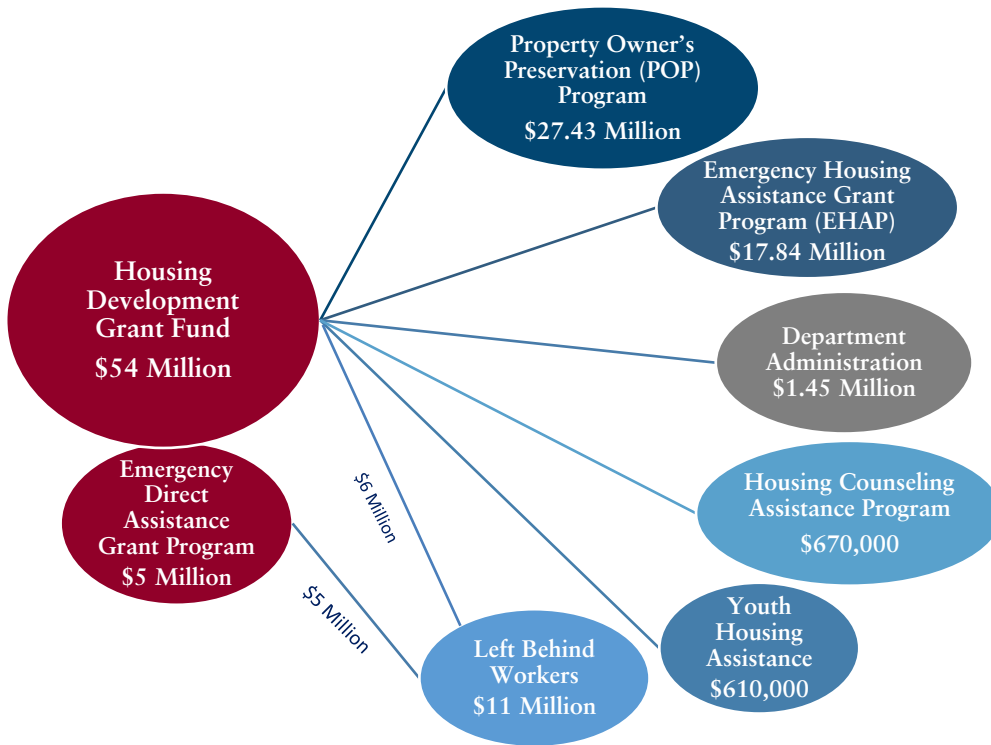 Property Owner’s
Preservation (POP)
Program
$27.43 Million
Emergency Housing
Assistance Grant
Program (EHAP)
$17.84 Million
Housing
Development
Grant Fund
$54 Million
Department
Administration
$1.45 Million
Emergency
Direct
Assistance
Grant Program
$5 Million
$6 Million
$5 Million
Housing Counseling
Assistance Program
$670,000
Youth
Housing
Assistance
$610,000
Left Behind
Workers
$11 Million